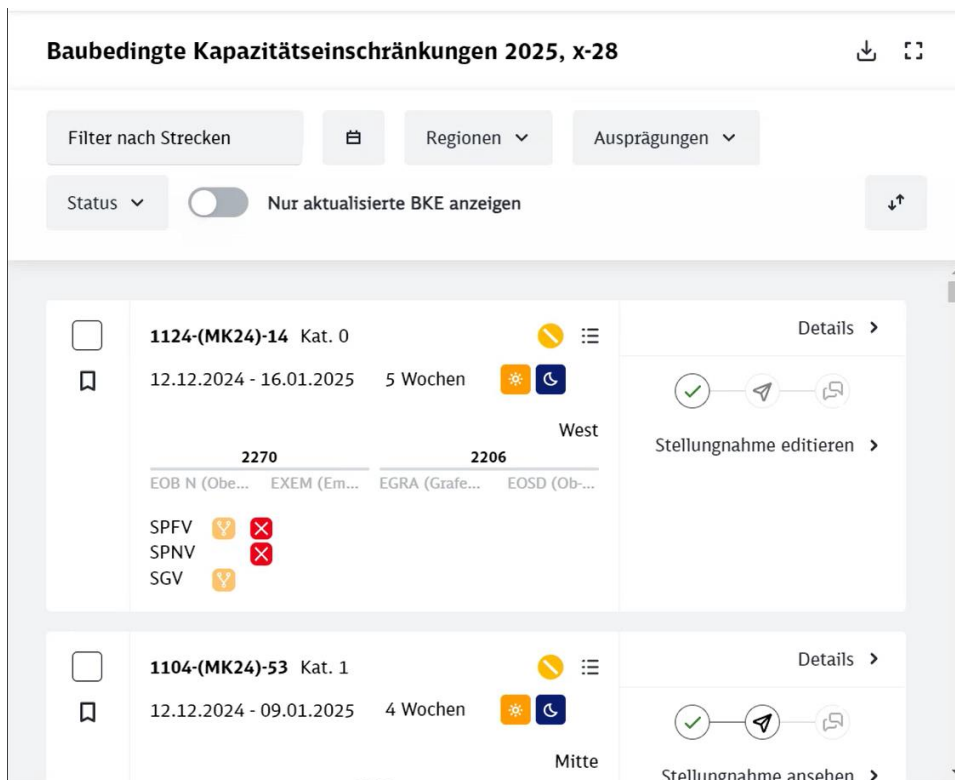 Baubedingte Kapazitätseinschränkungen 2025, x-28
Filter nach Strecken
Regionen
Ausprägungen
Status
Nur aktualisierte BKE anzeigen
1124-(MK24)-14 Kat. 0
Details
12.12.2024 - 16.01.2025 5 Wochen
West
Stellungnahme editieren
2270 2206
EOB N (Obe... EXEM (Em... EGRA (Grafe... EOSD (Ob-...
SPFV
SPNV
SGV
1104-(MK24)-53 Kat. 1
Details
12.12.2024 - 09.01.2025 4 Wochen
Mitte
Stellungnahme ansehen